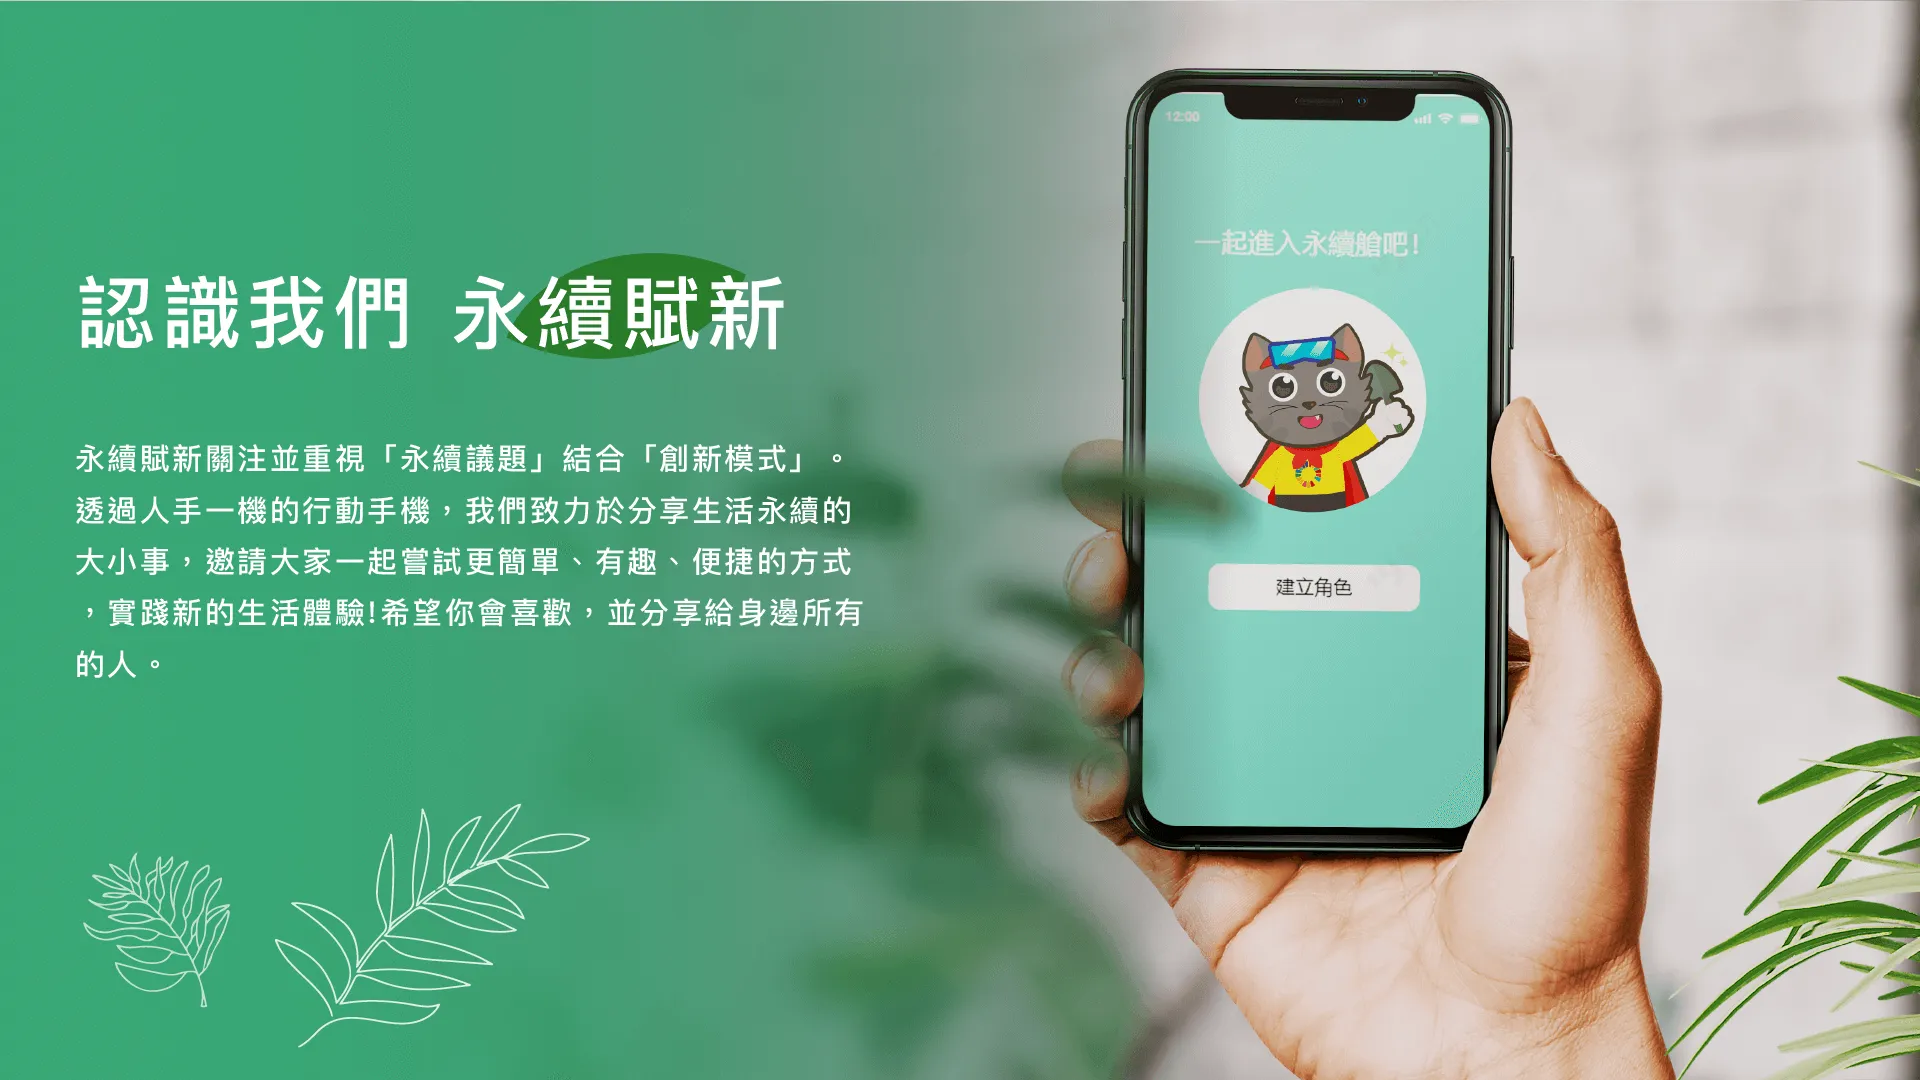 認識我們 永續賦新
永續賦新關注並重視「永續議題」結合「創新模式」。
透過人手一機的行動手機，我們致力於分享生活永續的
大小事，邀請大家一起嘗試更簡單、有趣、便捷的方式
，實踐新的生活體驗!希望你會喜歡，並分享給身邊所有
的人。
12:00
一起進入永續艙吧!
建立角色